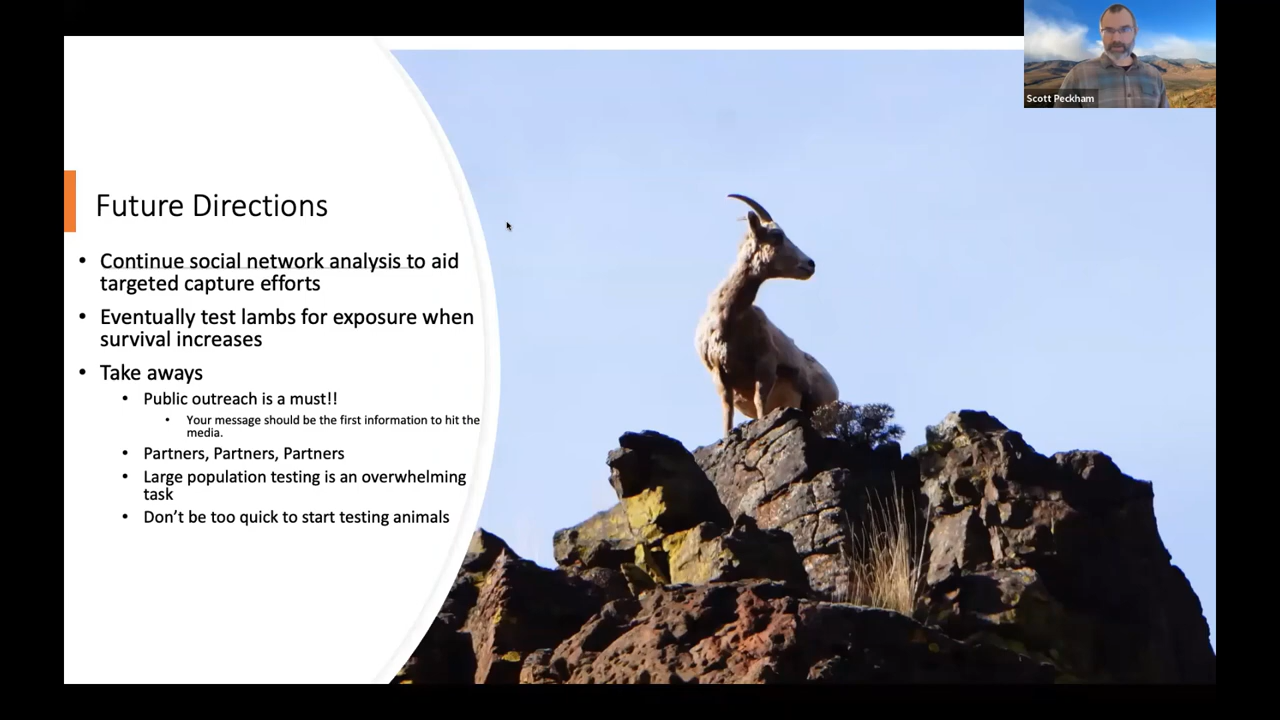 Scott Peckham
Future Directions
• Continue social network analysis to aid
targeted capture efforts
• Eventually test lambs for exposure when
survival increases
• Take aways
• Public outreach is a must!!
• Your message should be the first information to hit the
media.
• Partners, Partners, Partners
• Large population testing is an overwhelming
task
• Don’t be too quick to start testing animals